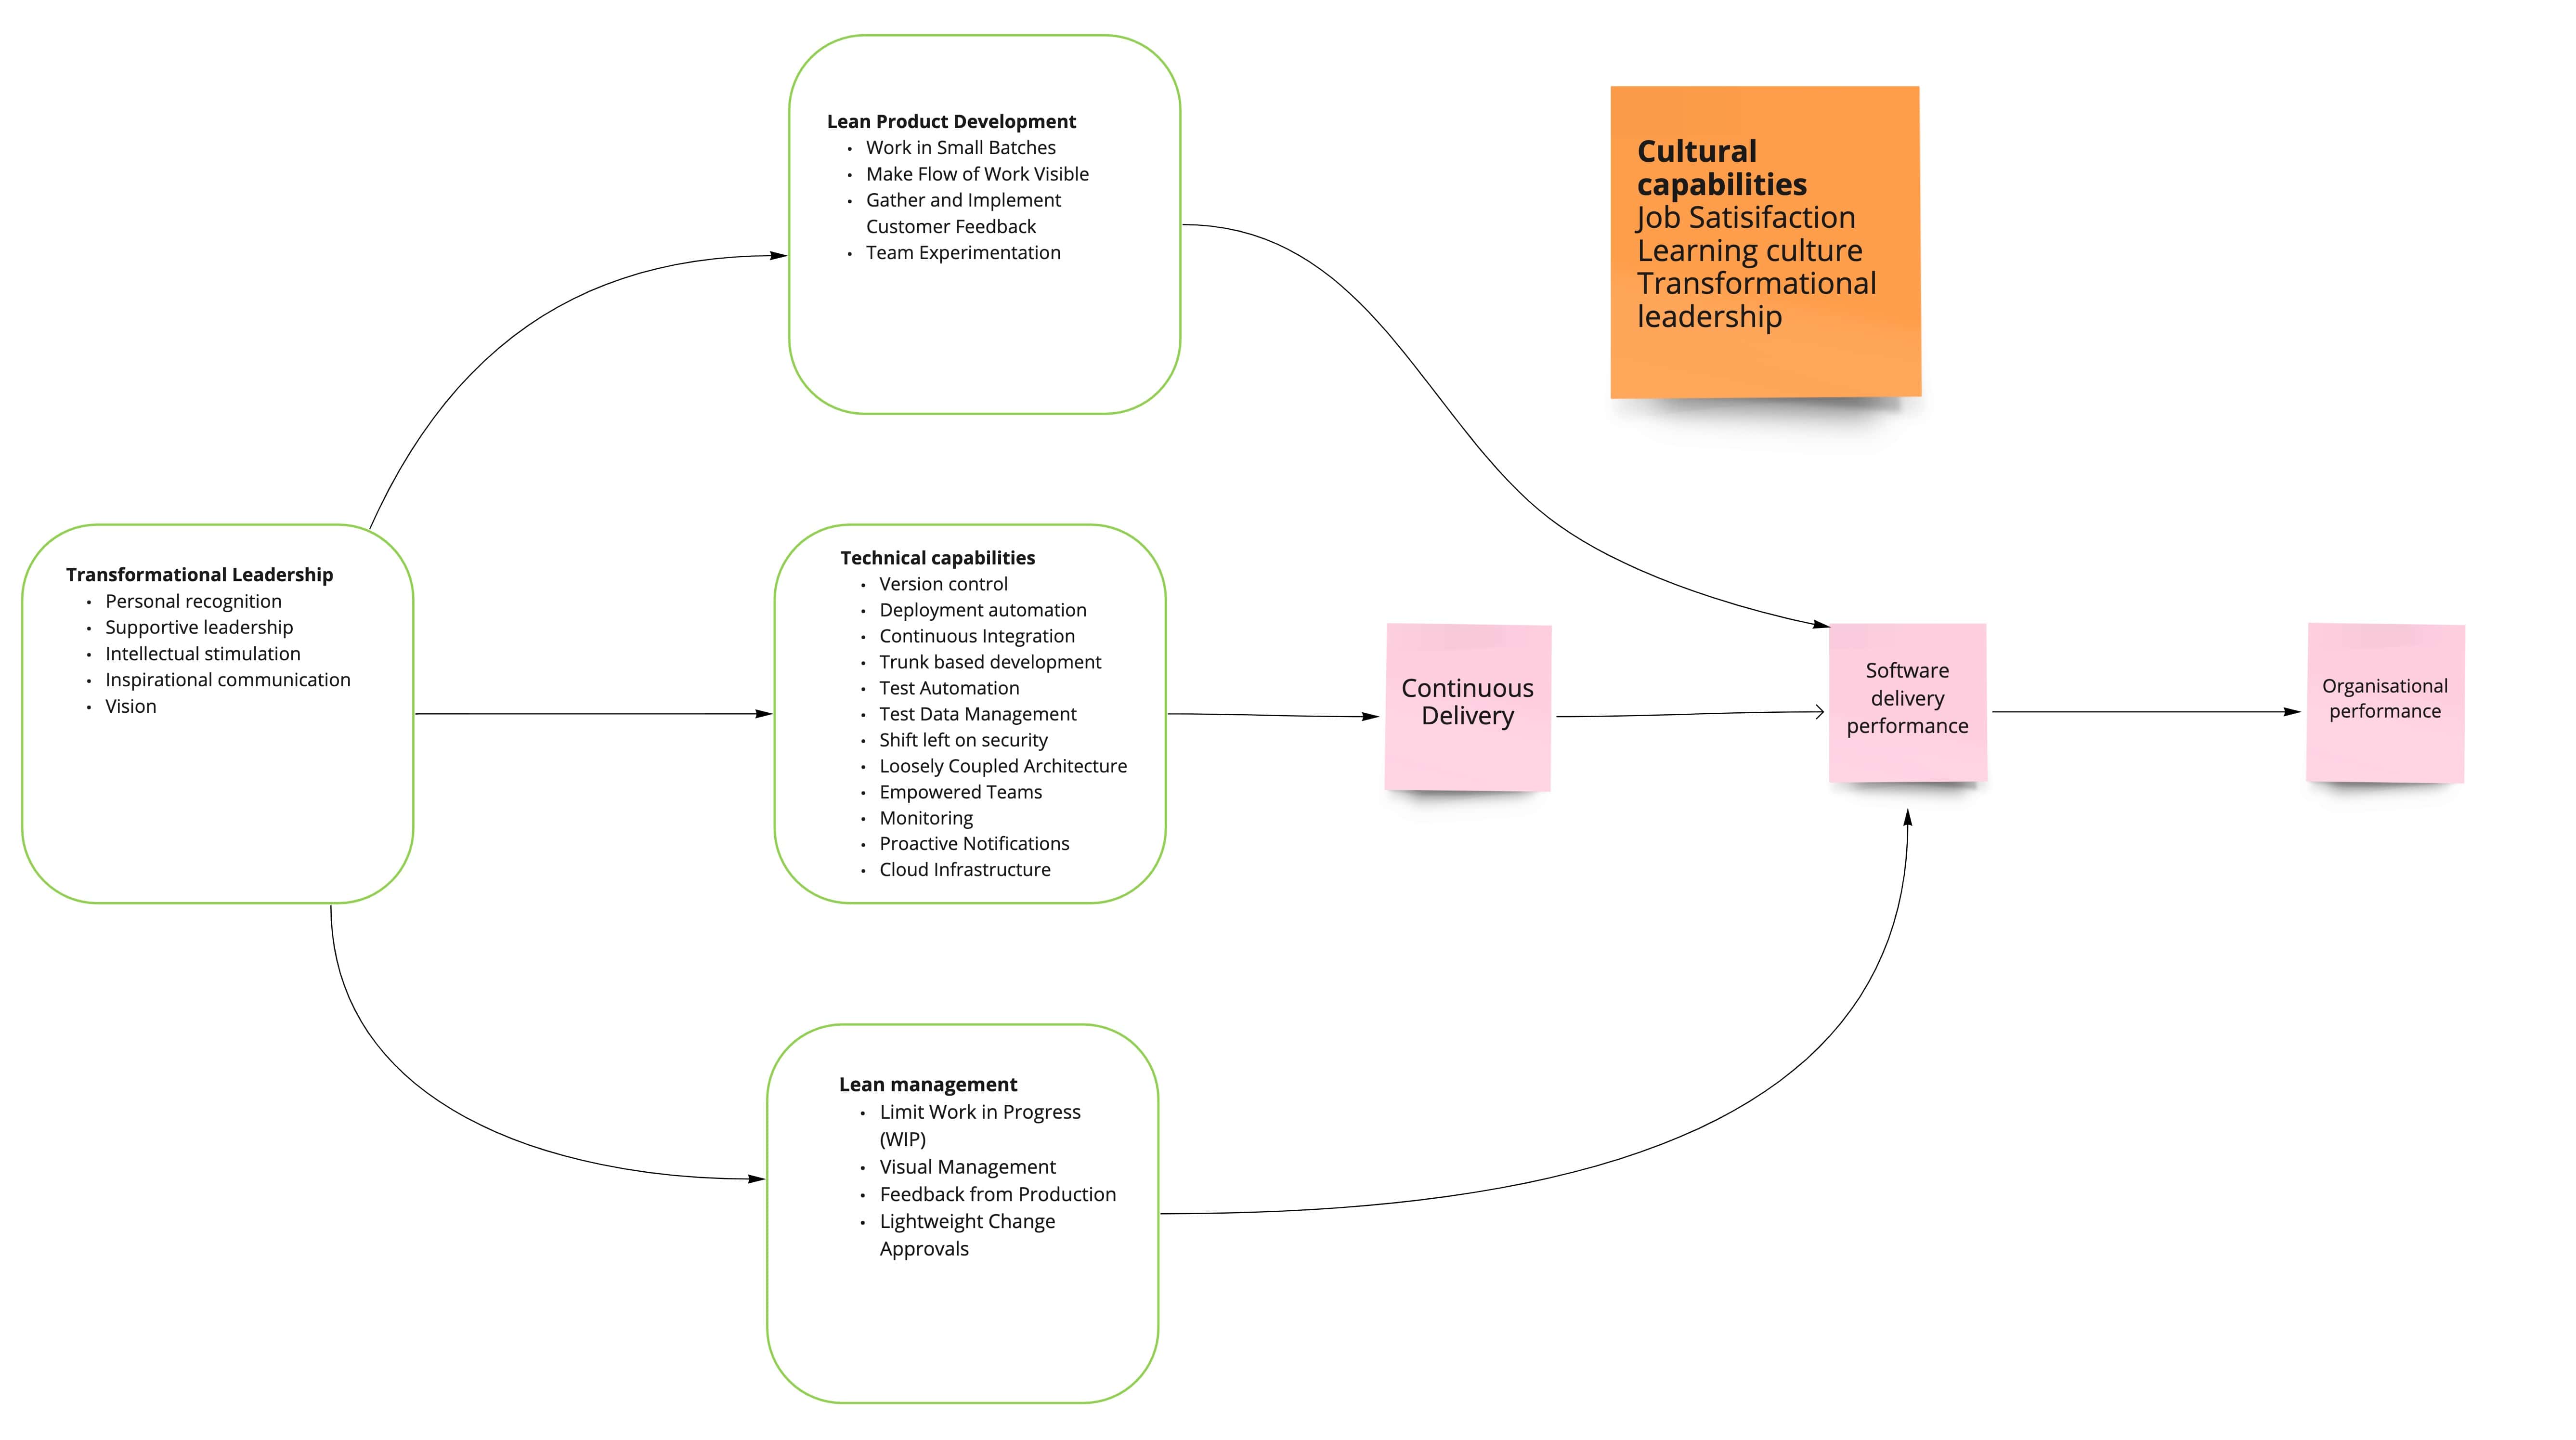 Lean Product Development
• Work in Small Batches
• Make Flow of Work Visible
• Gather and Implement
Customer Feedback
• Team Experimentation
Cultural
capabilities
Job Satisifaction
Learning culture
Transformational
leadership
Transformational Leadership
• Personal recognition
• Supportive leadership
• Intellectual stimulation
• Inspirational communication
• Vision
Technical capabilities
• Version control
• Deployment automation
• Continuous Integration
• Trunk based development
• Test Automation
• Test Data Management
• Shift left on security
• Loosely Coupled Architecture
• Empowered Teams
• Monitoring
• Proactive Notifications
• Cloud Infrastructure
Continuous
Delivery
Software
delivery
performance
Organisational
performance
Lean management
• Limit Work in Progress
(WIP)
• Visual Management
• Feedback from Production
• Lightweight Change
Approvals